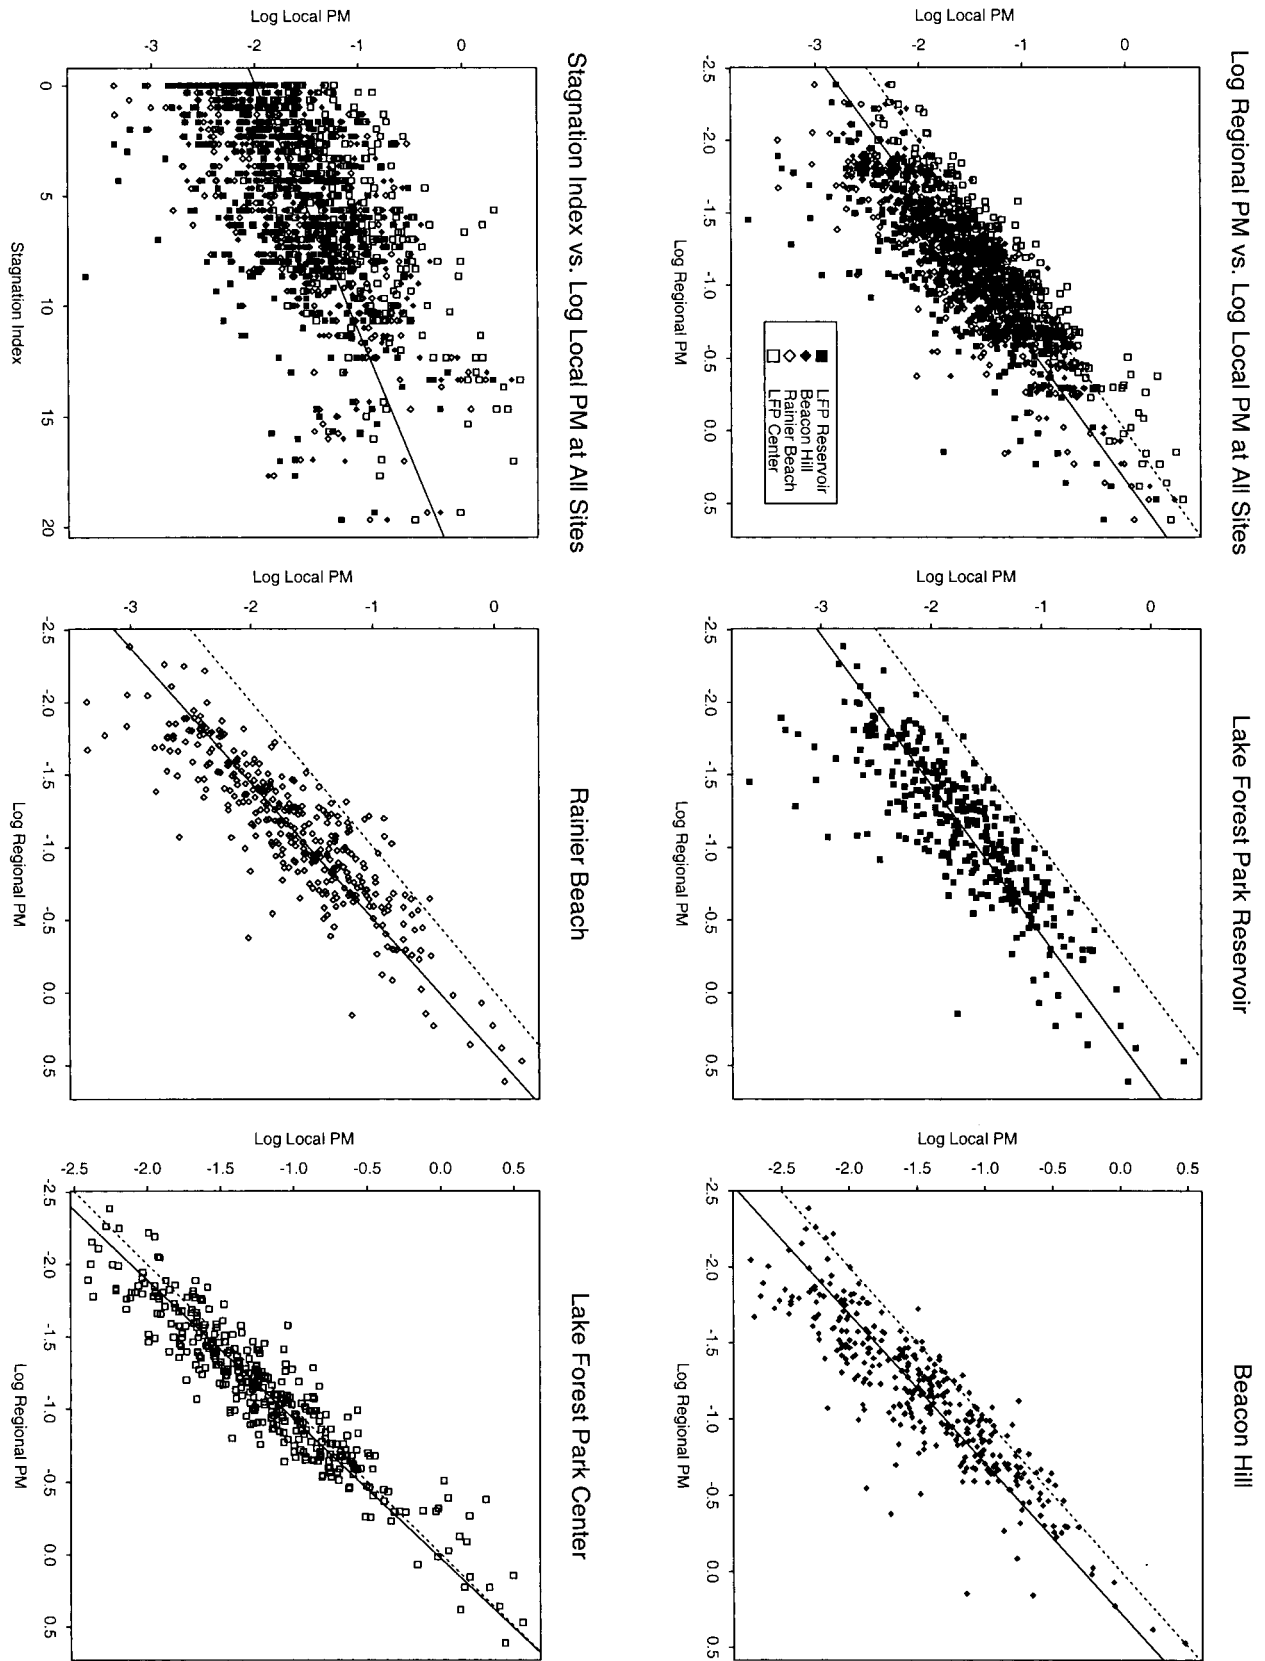 Log Regional PM vs. Log Local PM at All Sites
Log Local PM
-3 -2 -1 0
-2.5 -2.0 -1.5 -1.0 -0.5 0.0 0.5
Log Regional PM
LFP Reservoir
Beacon Hill
Rainier Beach
LFP Center
Lake Forest Park Reservoir
Log Local PM
-3 -2 -1 0
-2.5 -2.0 -1.5 -1.0 -0.5 0.0 0.5
Log Regional PM
Beacon Hill
Log Local PM
-2.5 -2.0 -1.5 -1.0 -0.5 0.0 0.5
-2.5 -2.0 -1.5 -1.0 -0.5 0.0 0.5
Log Regional PM
Stagnation Index vs. Log Local PM at All Sites
Log Local PM
-3 -2 -1 0
0 5 10 15 20
Stagnation Index
Rainier Beach
Log Local PM
-3 -2 -1 0
-2.5 -2.0 -1.5 -1.0 -0.5 0.0 0.5
Log Regional PM
Lake Forest Park Center
Log Local PM
-2.5 -2.0 -1.5 -1.0 -0.5 0.0 0.5
-2.5 -2.0 -1.5 -1.0 -0.5 0.0 0.5
Log Regional PM